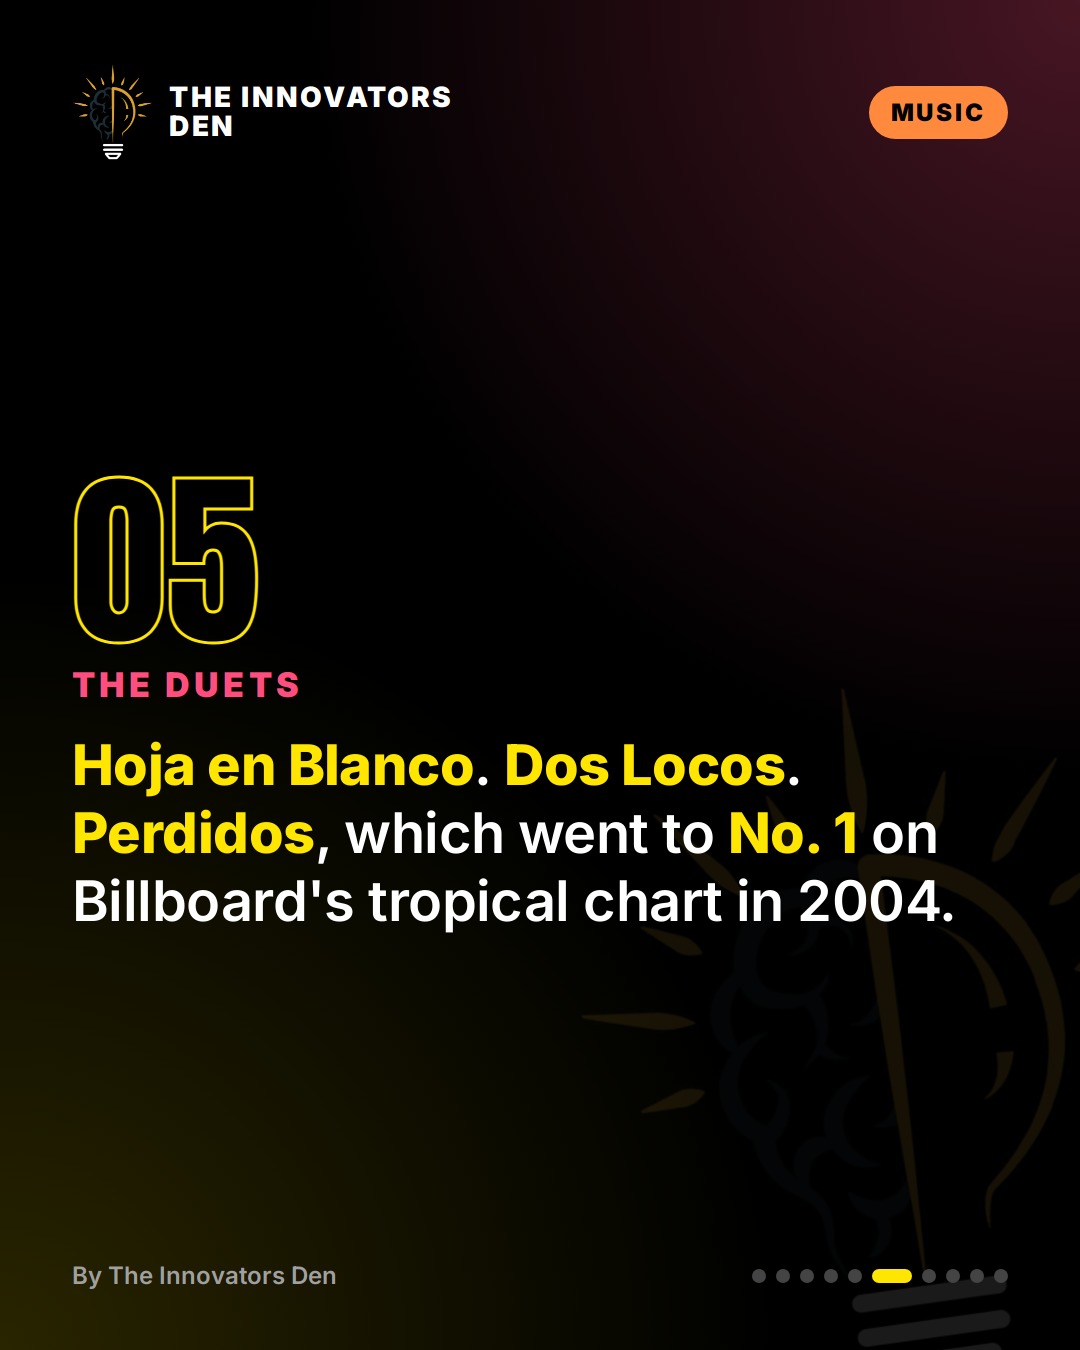 THE INNOVATORS
DEN
MUSIC
05
THE DUETS
Hoja en Blanco. Dos Locos.
Perdidos, which went to No. 1 on
Billboard's tropical chart in 2004.
By The Innovators Den